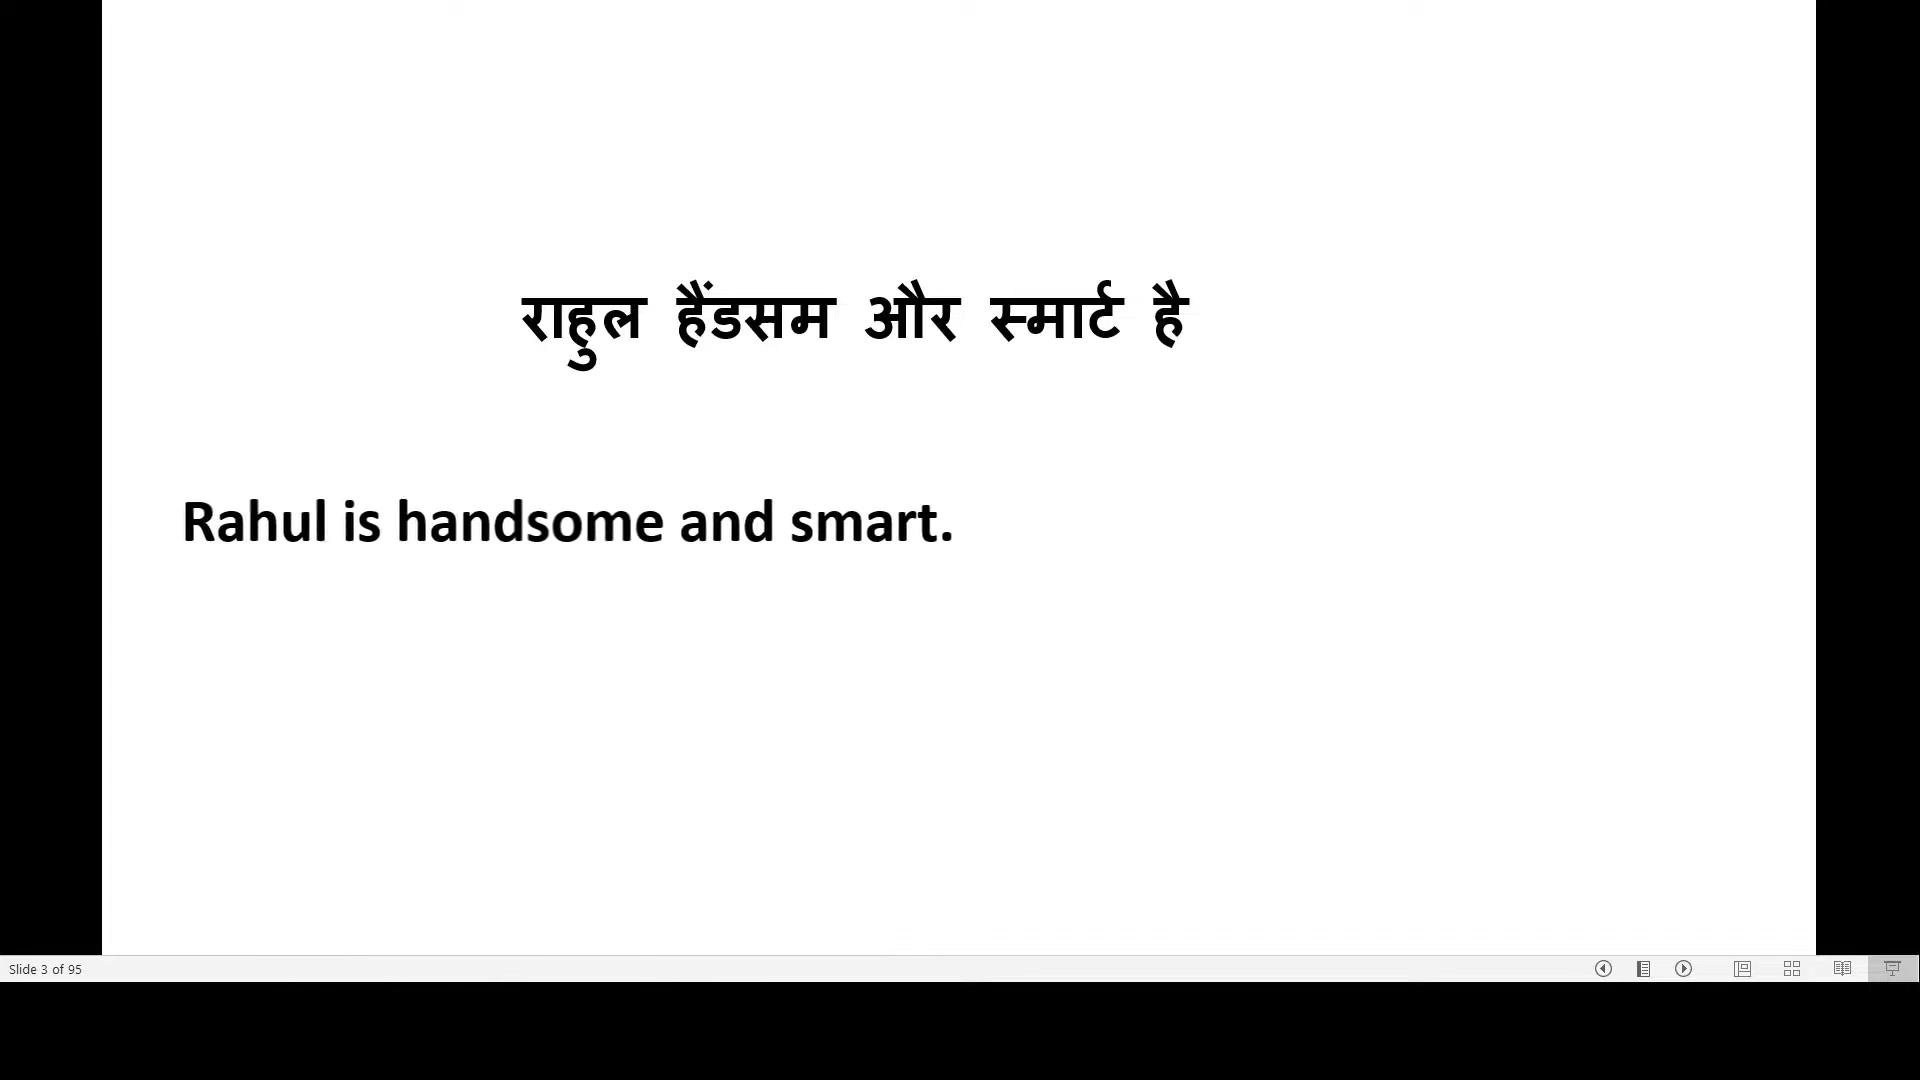 राहुल हैंडसम और स्मार्ट है
Rahul is handsome and smart.
Slide 3 of 95